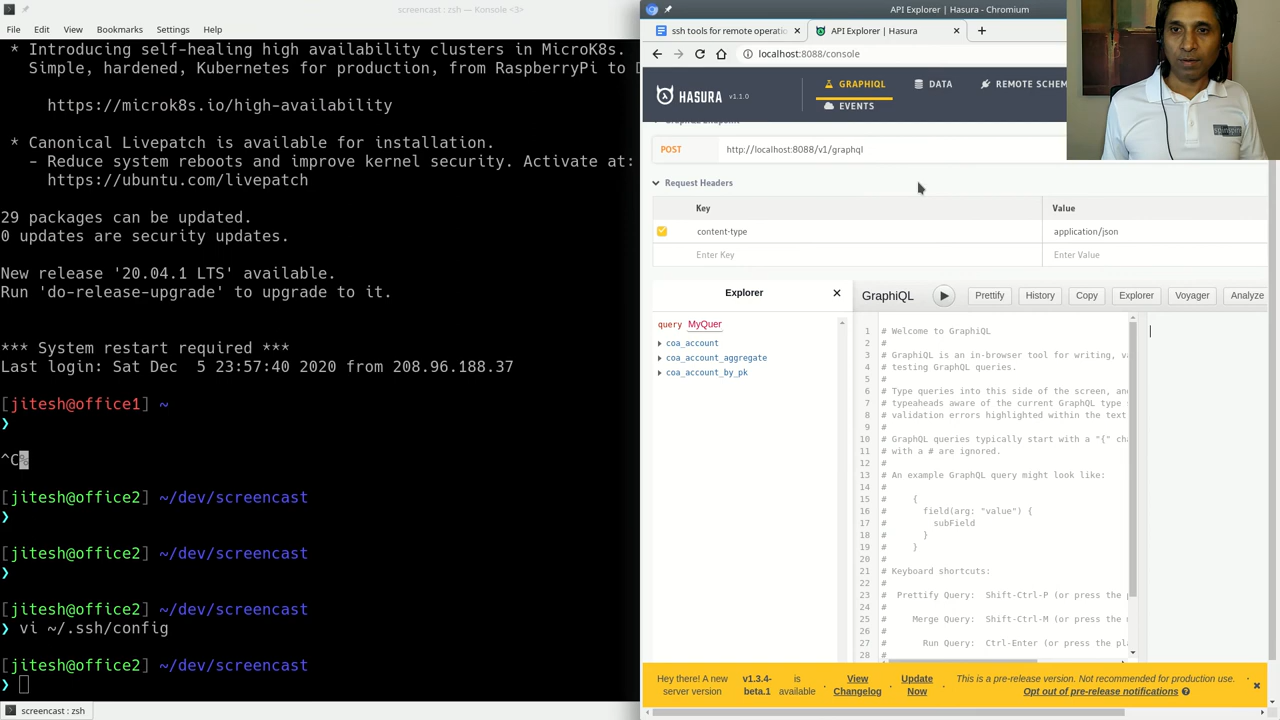 screencast : zsh — Konsole <3>
File Edit View Bookmarks Settings Help
* Introducing self-healing high availability clusters in MicroK8s.
Simple, hardened, Kubernetes for production, from RaspberryPi to
https://microk8s.io/high-availability
* Canonical Livepatch is available for installation.
- Reduce system reboots and improve kernel security. Activate at:
https://ubuntu.com/livepatch
29 packages can be updated.
0 updates are security updates.
New release '20.04.1 LTS' available.
Run 'do-release-upgrade' to upgrade to it.
*** System restart required ***
Last login: Sat Dec  5 23:57:40 2020 from 208.96.188.37
[jitesh@office1] ~
❯
^C
[jitesh@office2] ~/dev/screencast
❯
[jitesh@office2] ~/dev/screencast
❯
[jitesh@office2] ~/dev/screencast
❯ vi ~/.ssh/config
[jitesh@office2] ~/dev/screencast
❯
screencast : zsh
API Explorer | Hasura - Chromium
ssh tools for remote operatio
API Explorer | Hasura
localhost:8088/console
HASURA v1.1.0
GRAPHIQL DATA REMOTE SCHEM
EVENTS
POST http://localhost:8088/v1/graphql
Request Headers
Key Value
content-type application/json
Enter Key Enter Value
Explorer
query MyQuer
coa_account
coa_account_aggregate
coa_account_by_pk
GraphiQL Prettify History Copy Explorer Voyager Analyze
1 # Welcome to GraphiQL
2 #
3 # GraphiQL is an in-browser tool for writing, va
4 # testing GraphQL queries.
5 #
6 # Type queries into this side of the screen, and
7 # typeaheads aware of the current GraphQL type
8 # validation errors highlighted within the text
9 #
10 # GraphQL queries typically start with a "{" cha
11 # with a # are ignored.
12 #
13 # An example GraphQL query might look like:
14 #
15 # {
16 # field(arg: "value") {
17 # subField
18 # }
19 # }
20 #
21 # Keyboard shortcuts:
22 #
23 # Prettify Query: Shift-Ctrl-P (or press the p
24 #
25 # Merge Query: Shift-Ctrl-M (or press the m
26 #
27 # Run Query: Ctrl-Enter (or press the pl
28 #
Hey there! A new server version v1.3.4-beta.1 is available · View Changelog · Update Now · This is a pre-release version. Not recommended for production use. Opt out of pre-release notifications